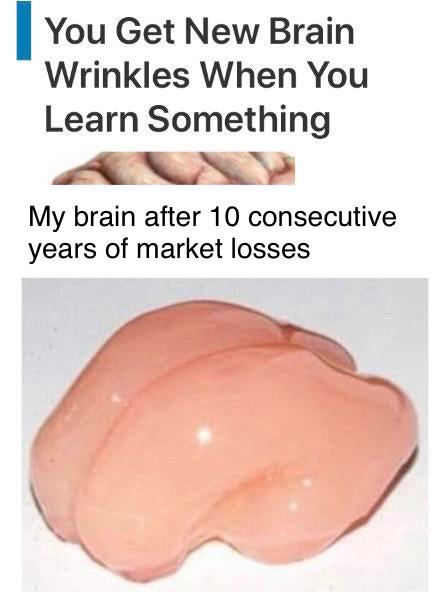 You Get New Brain
Wrinkles When You
Learn Something
My brain after 10 consecutive
years of market losses